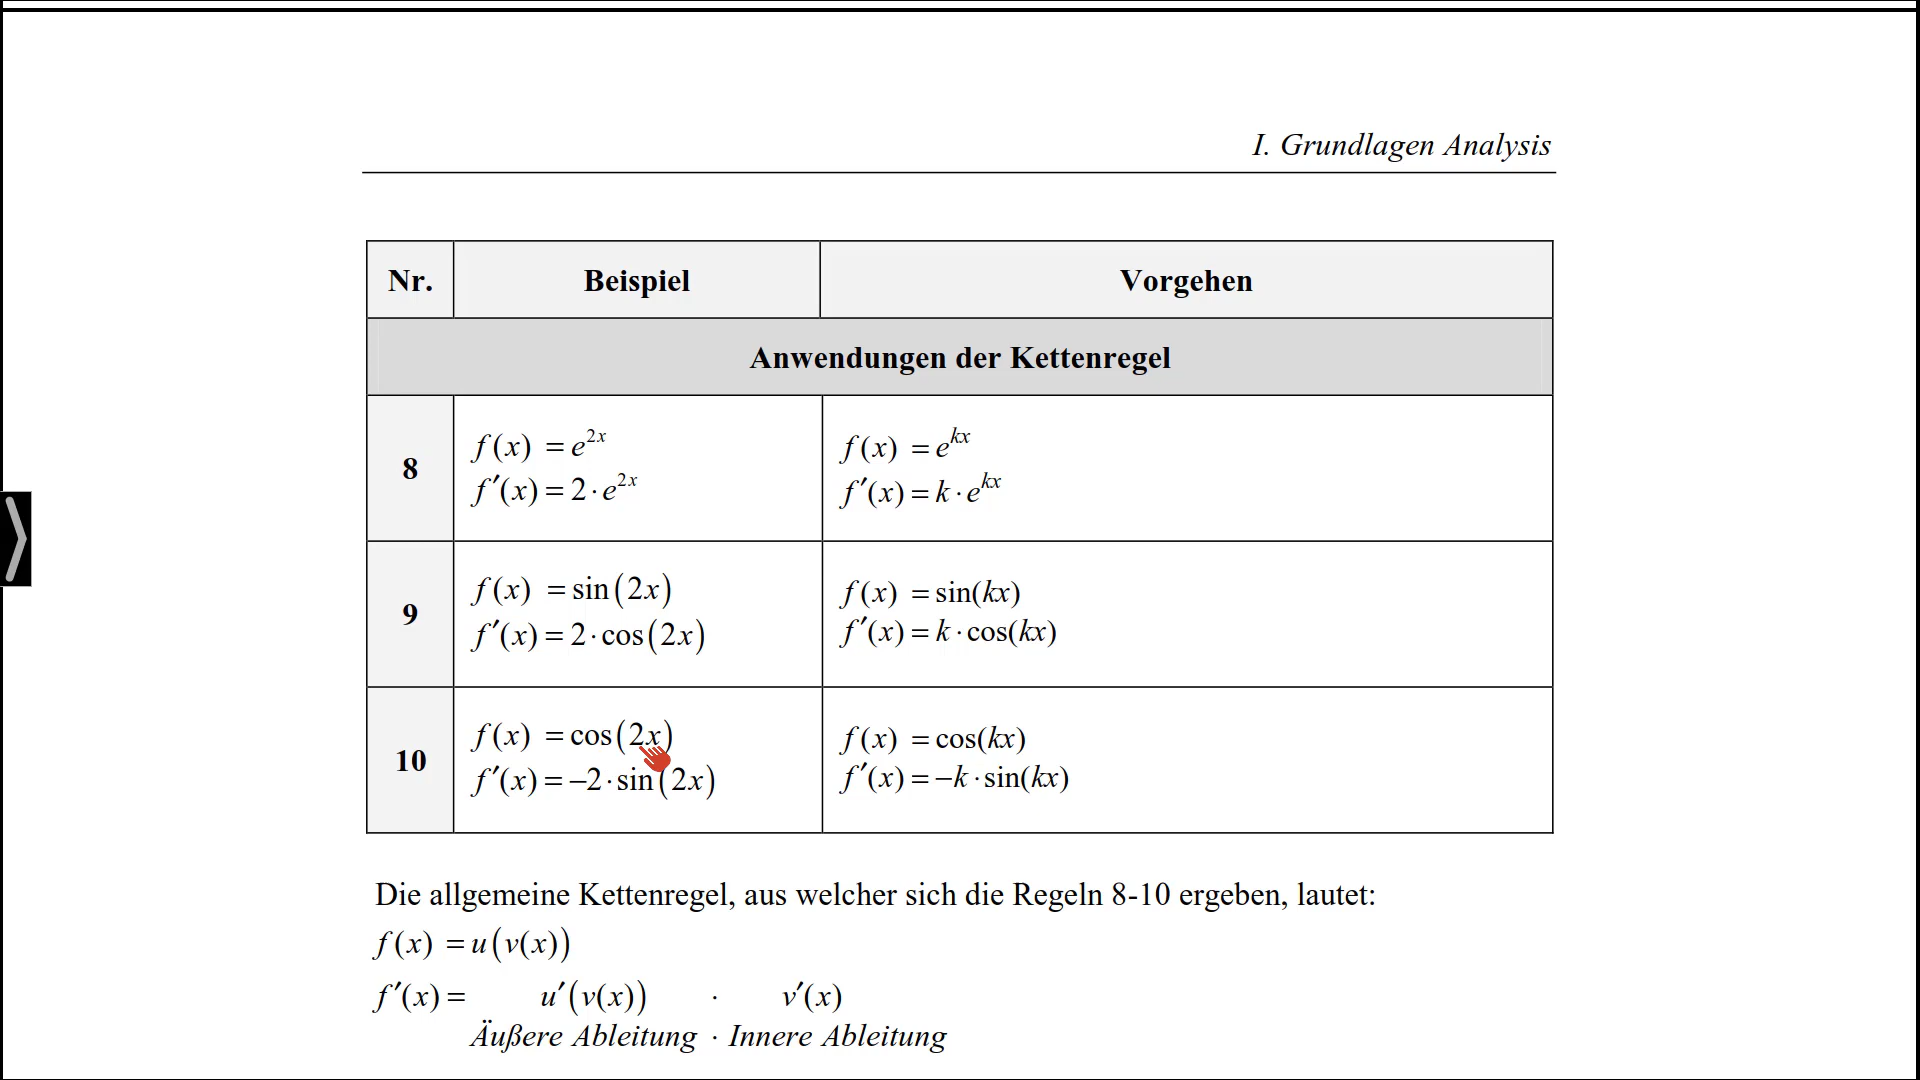 I. Grundlagen Analysis
Nr. Beispiel Vorgehen
Anwendungen der Kettenregel
8
f(x) = e^{2x}
f′(x) = 2·e^{2x}
f(x) = e^{kx}
f′(x) = k·e^{kx}
9
f(x) = sin(2x)
f′(x) = 2·cos(2x)
f(x) = sin(kx)
f′(x) = k·cos(kx)
10
f(x) = cos(2x)
f′(x) = −2·sin(2x)
f(x) = cos(kx)
f′(x) = −k·sin(kx)
Die allgemeine Kettenregel, aus welcher sich die Regeln 8-10 ergeben, lautet:
f(x) = u(v(x))
f′(x) = u′(v(x)) · v′(x)
Äußere Ableitung · Innere Ableitung